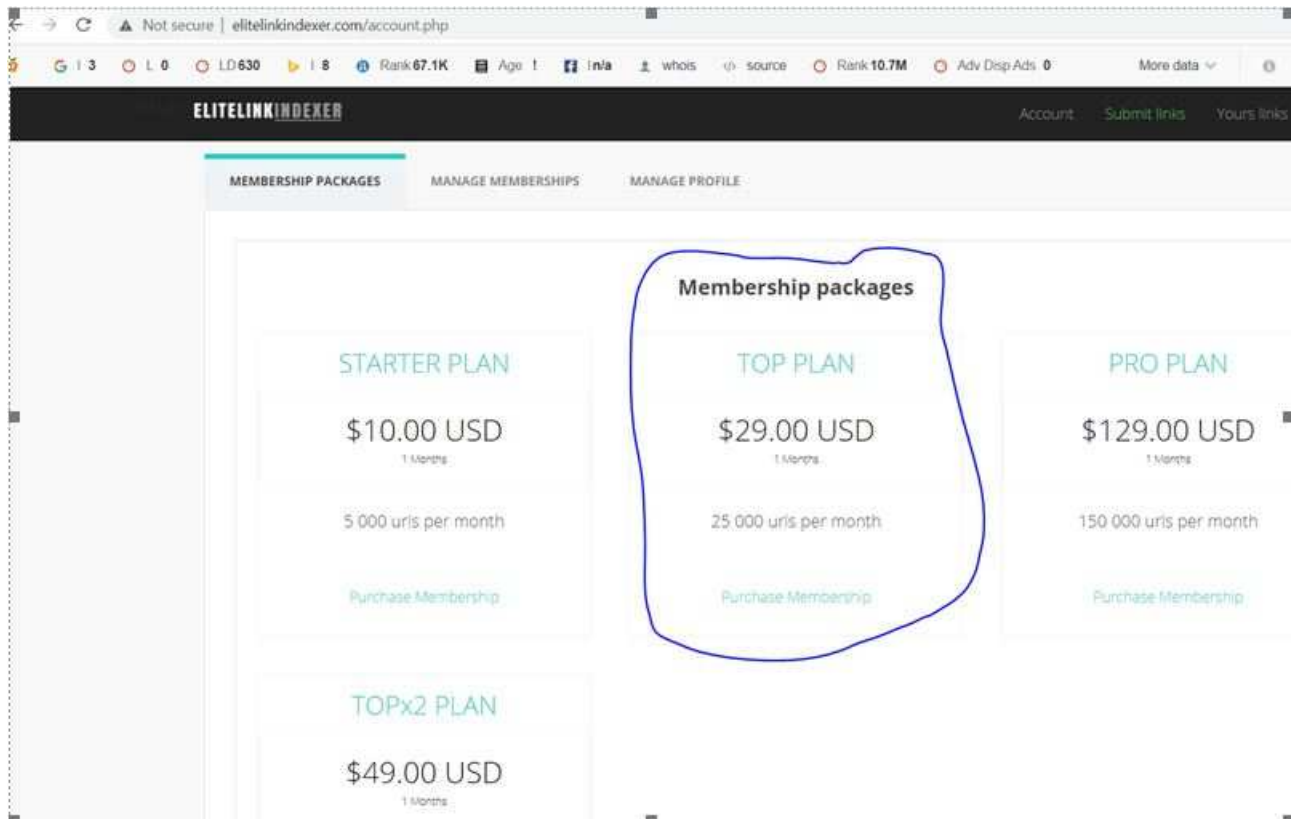 Not secure | elitelinkindexer.com/account.php
G I 3 L 0 LD 630 I 8 Rank 67.1K Age ! I n/a whois </> source Rank 10.7M Adv Disp Ads 0 More data
ELITELINKINDEXER Account Submit links Yours links
MEMBERSHIP PACKAGES MANAGE MEMBERSHIPS MANAGE PROFILE
Membership packages
STARTER PLAN
$10.00 USD
1 Months
5 000 urls per month
Purchase Membership
TOP PLAN
$29.00 USD
1 Months
25 000 urls per month
Purchase Membership
PRO PLAN
$129.00 USD
1 Months
150 000 urls per month
Purchase Membership
TOPx2 PLAN
$49.00 USD
1 Months